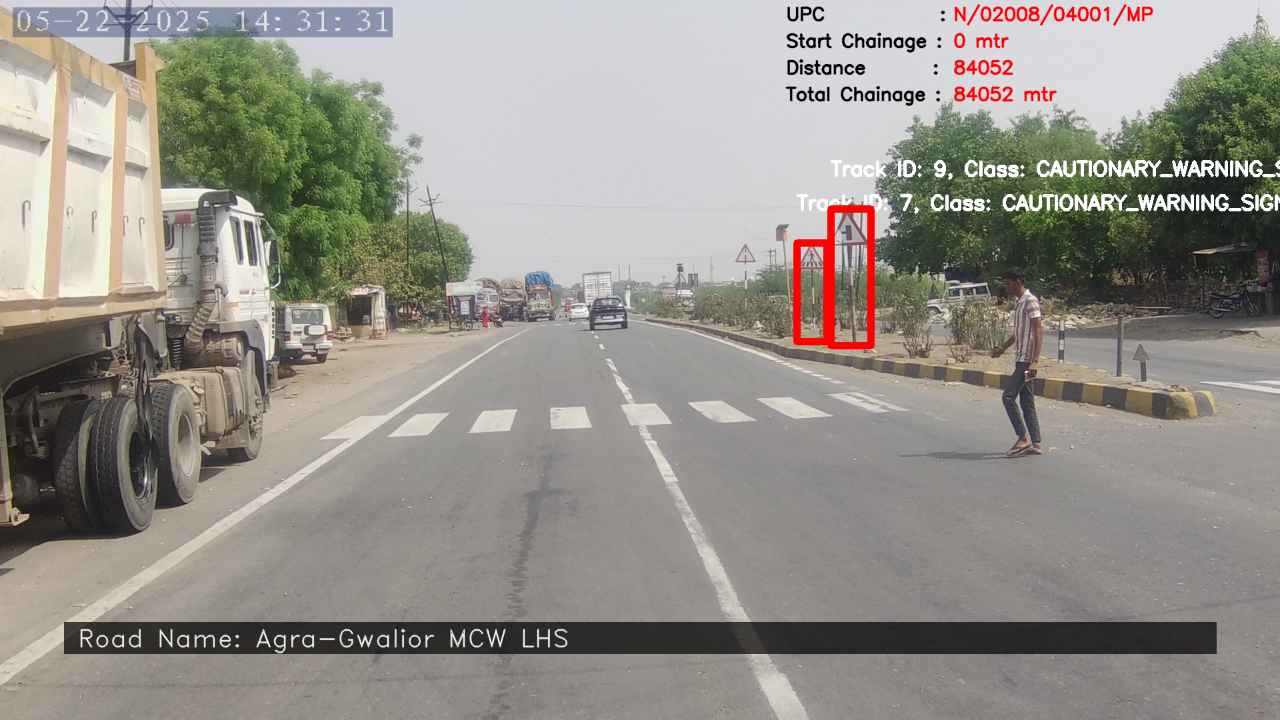 05-22-2025 14:31:31
UPC : N/02008/04001/MP
Start Chainage : 0 mtr
Distance : 84052
Total Chainage : 84052 mtr
Track ID: 9, Class: CAUTIONARY_WARNING_S
Track ID: 7, Class: CAUTIONARY_WARNING_SIGN
Road Name: Agra-Gwalior MCW LHS